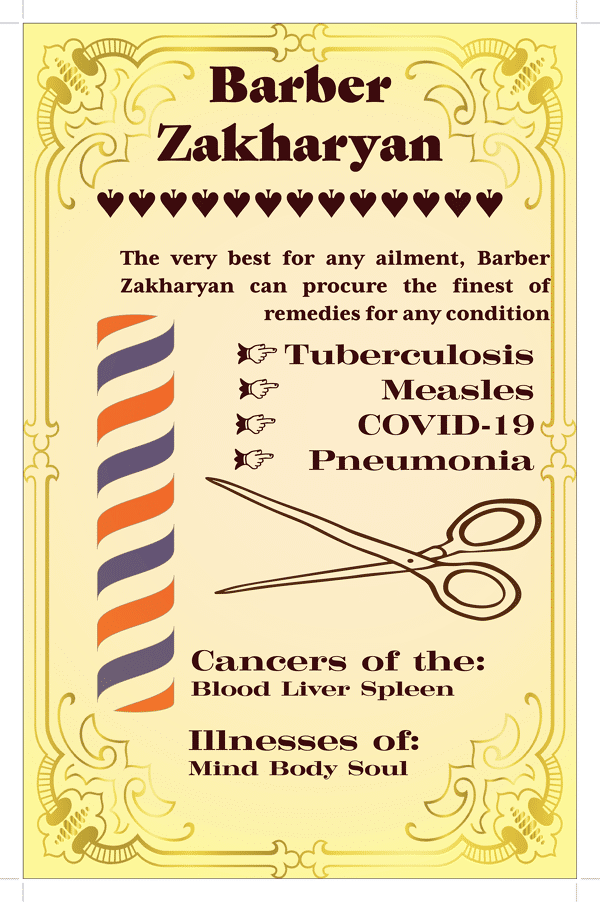 Barber
Zakharyan
The very best for any ailment, Barber
Zakharyan can procure the finest of
remedies for any condition
Tuberculosis
Measles
COVID-19
Pneumonia
Cancers of the:
Blood Liver Spleen
Illnesses of:
Mind Body Soul